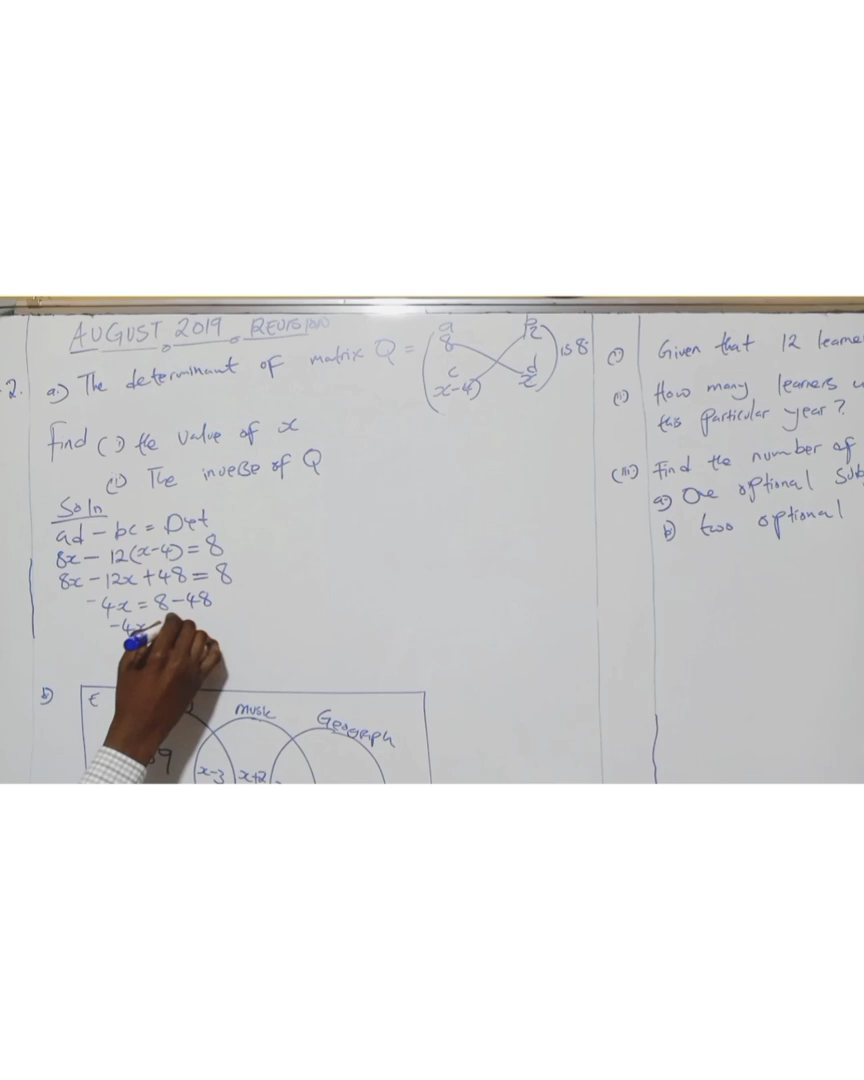 AUGUST 2019 REVISION
2. a) The determinant of matrix Q = (8 12
x-4 x) is 8
a b
c d
Find (i) the value of x
(ii) The inverse of Q
Soln
ad - bc = Det
8x - 12(x-4) = 8
8x - 12x + 48 = 8
-4x = 8 - 48
-4x
b) E
Music Geograph
9 x-3 x+2
(i) Given that 12
(ii) How many learners
this particular year?
(iii) Find the number of
a) One optional
b) two optional